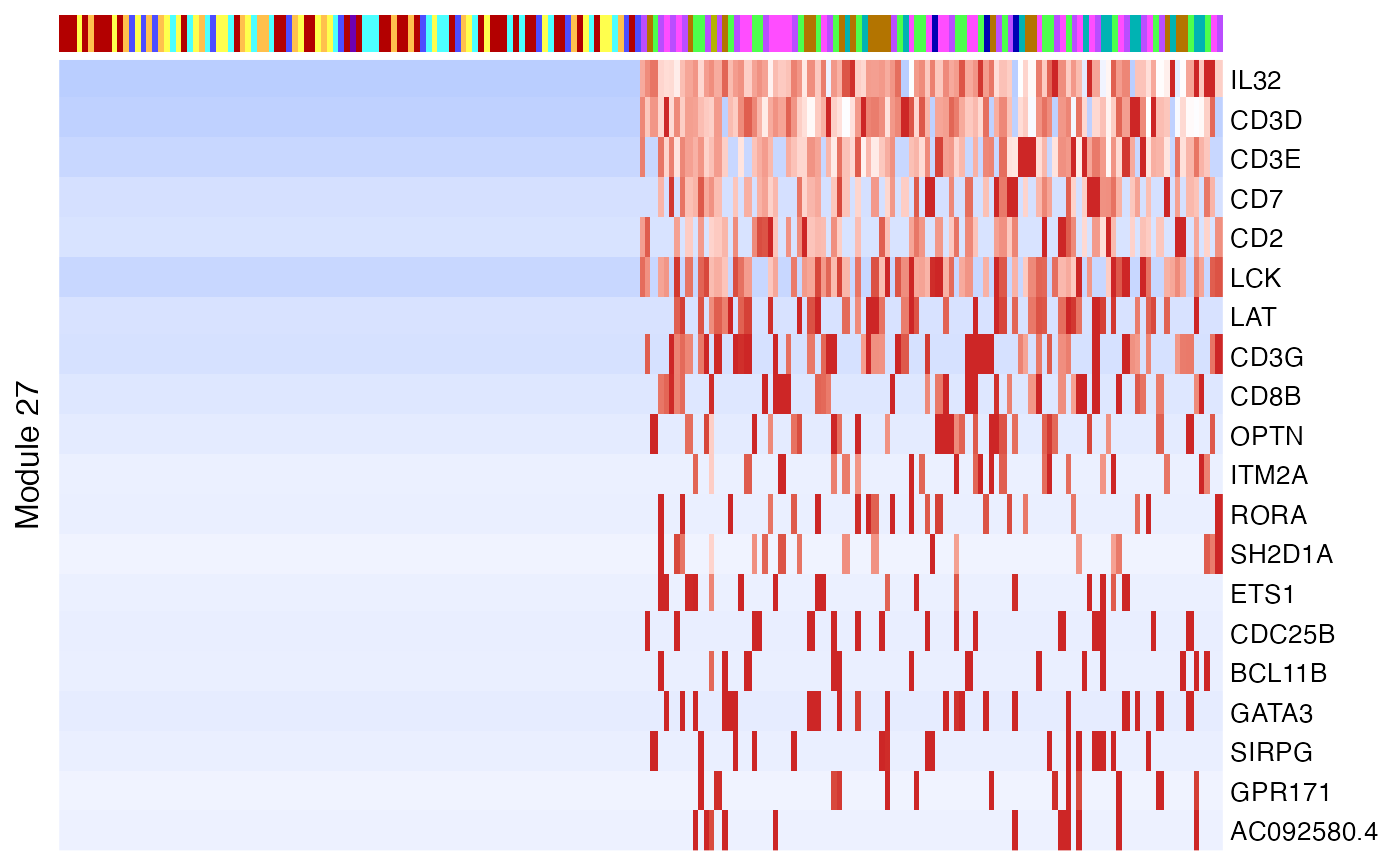 Module 27
IL32
CD3D
CD3E
CD7
CD2
LCK
LAT
CD3G
CD8B
OPTN
ITM2A
RORA
SH2D1A
ETS1
CDC25B
BCL11B
GATA3
SIRPG
GPR171
AC092580.4